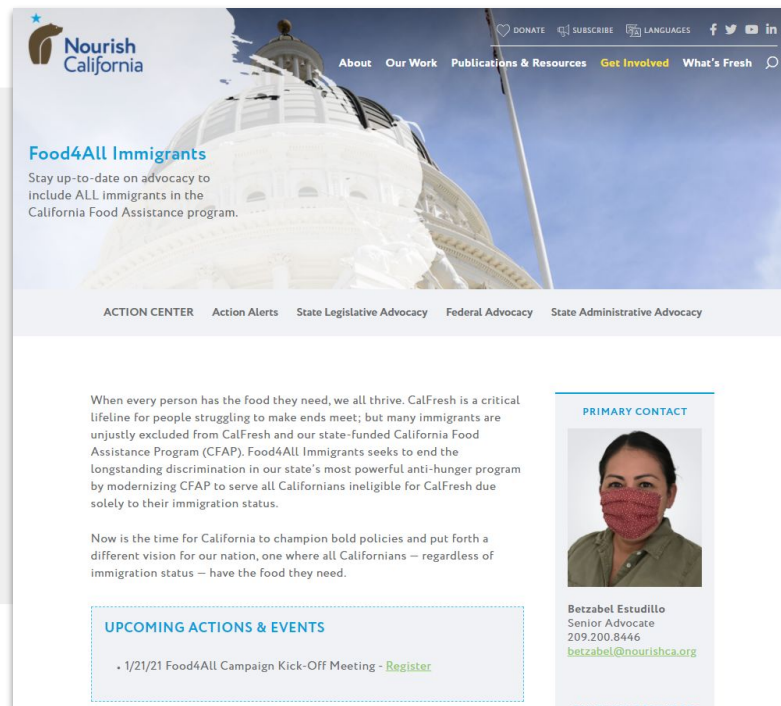 Nourish
California
DONATE SUBSCRIBE LANGUAGES
About Our Work Publications & Resources Get Involved What's Fresh
Food4All Immigrants
Stay up-to-date on advocacy to
include ALL immigrants in the
California Food Assistance program.
ACTION CENTER Action Alerts State Legislative Advocacy Federal Advocacy State Administrative Advocacy
When every person has the food they need, we all thrive. CalFresh is a critical
lifeline for people struggling to make ends meet; but many immigrants are
unjustly excluded from CalFresh and our state-funded California Food
Assistance Program (CFAP). Food4All Immigrants seeks to end the
longstanding discrimination in our state's most powerful anti-hunger program
by modernizing CFAP to serve all Californians ineligible for CalFresh due
solely to their immigration status.
Now is the time for California to champion bold policies and put forth a
different vision for our nation, one where all Californians — regardless of
immigration status — have the food they need.
UPCOMING ACTIONS & EVENTS
• 1/21/21 Food4All Campaign Kick-Off Meeting - Register
PRIMARY CONTACT
Betzabel Estudillo
Senior Advocate
209.200.8446
betzabel@nourishca.org